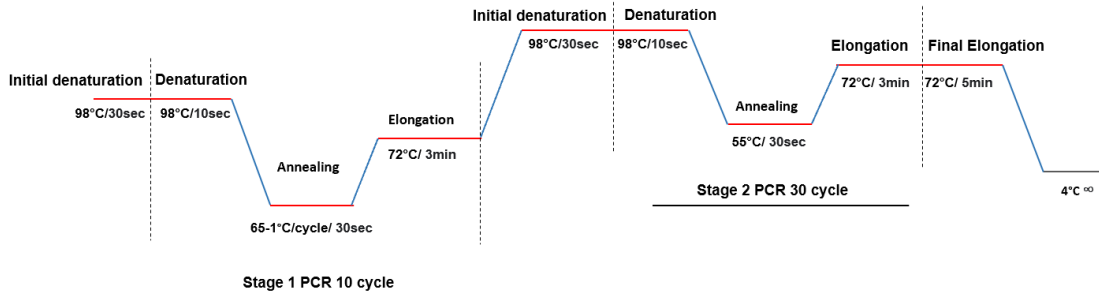 Initial denaturation
Denaturation
98°C/30sec
98°C/10sec
Annealing
65-1°C/cycle/ 30sec
Elongation
72°C/ 3min
Stage 1 PCR 10 cycle
Initial denaturation
Denaturation
98°C/30sec
98°C/10sec
Annealing
55°C/ 30sec
Elongation
Final Elongation
72°C/ 3min
72°C/ 5min
Stage 2 PCR 30 cycle
4°C ∞